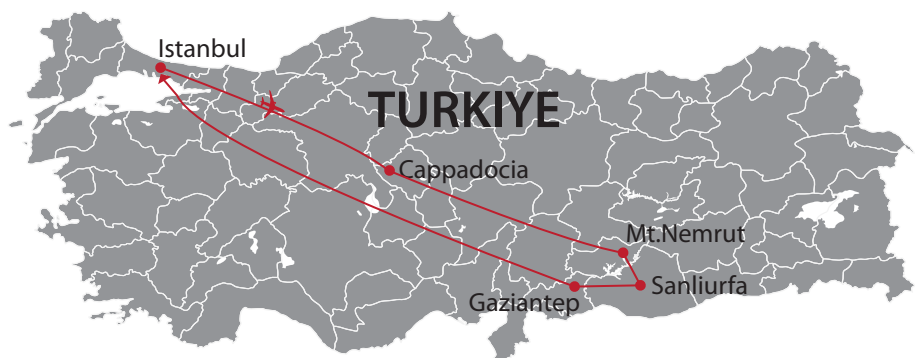 Istanbul
TURKIYE
Cappadocia
Mt.Nemrut
Sanliurfa
Gaziantep